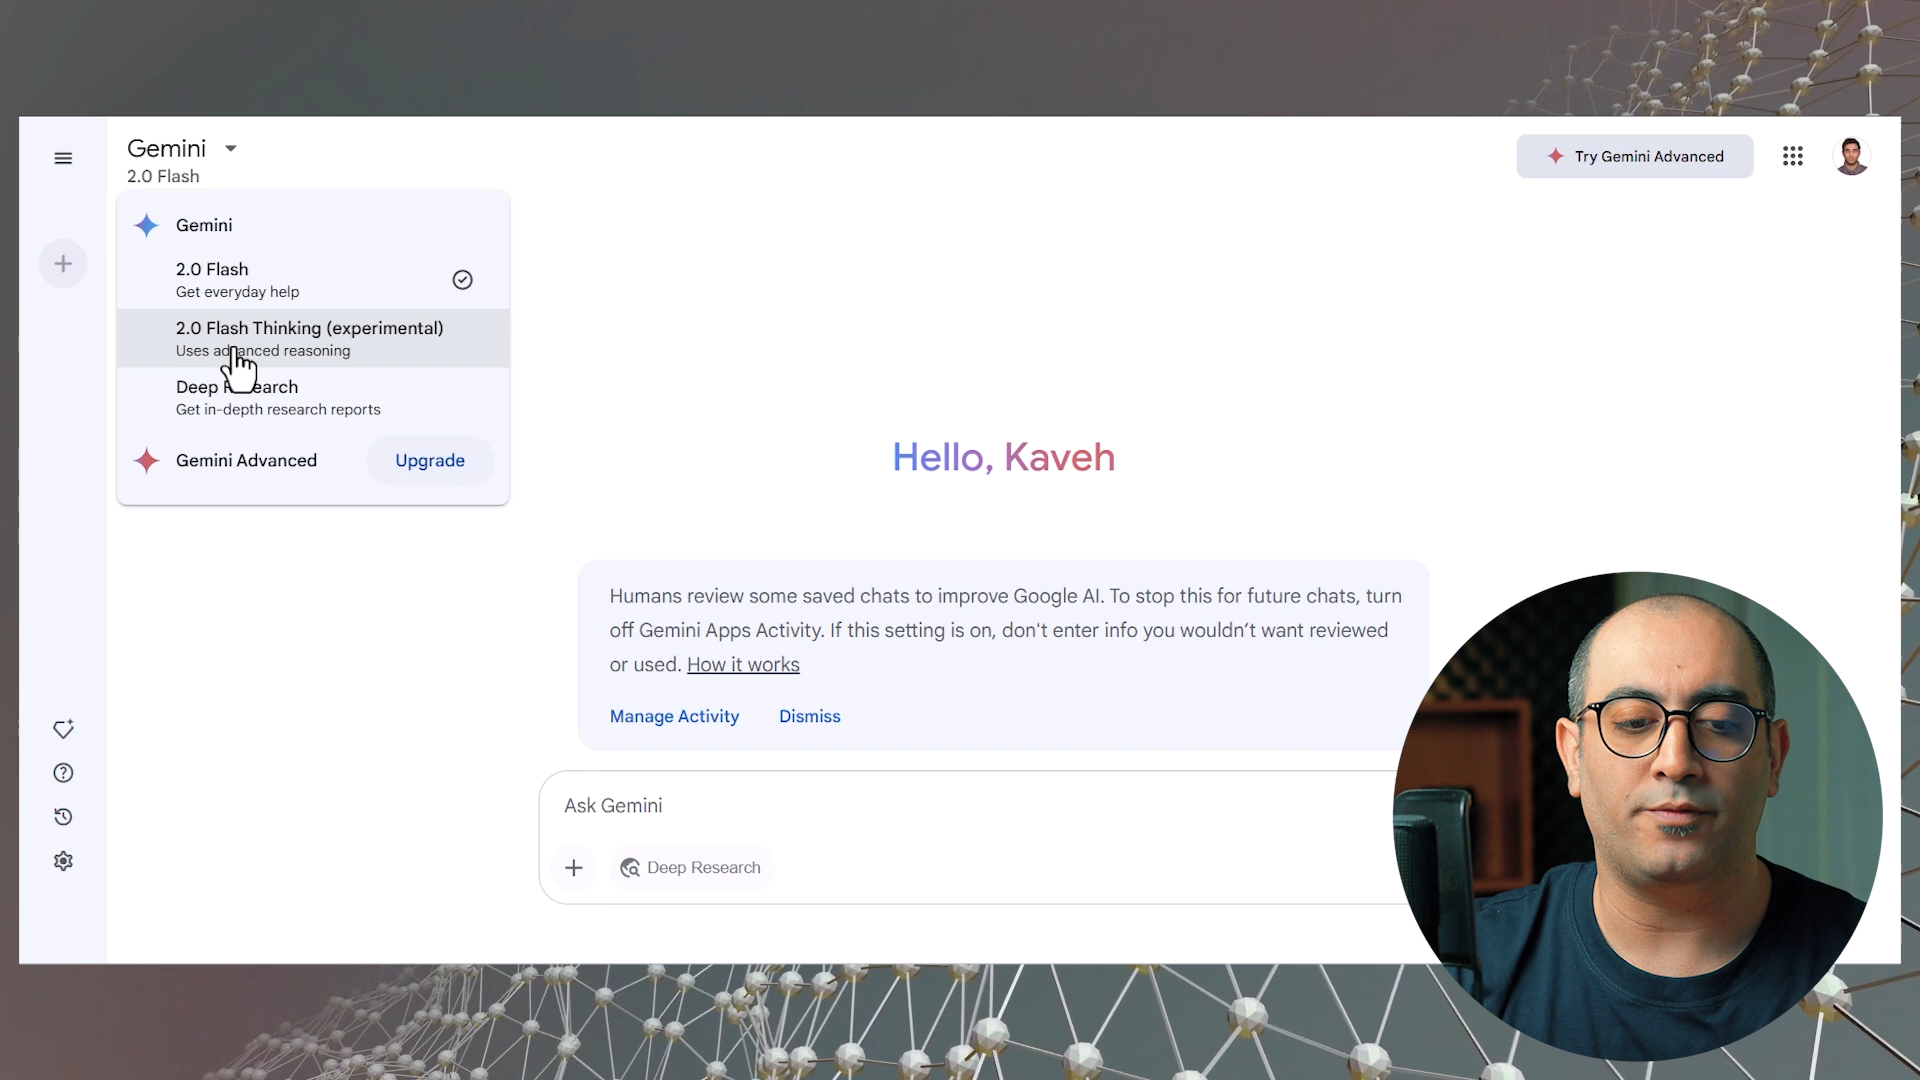 Gemini
2.0 Flash
Try Gemini Advanced
Gemini
2.0 Flash
Get everyday help
2.0 Flash Thinking (experimental)
Uses advanced reasoning
Deep Research
Get in-depth research reports
Gemini Advanced
Upgrade
Hello, Kaveh
Humans review some saved chats to improve Google AI. To stop this for future chats, turn
off Gemini Apps Activity. If this setting is on, don't enter info you wouldn’t want reviewed
or used. How it works
Manage Activity
Dismiss
Ask Gemini
Deep Research